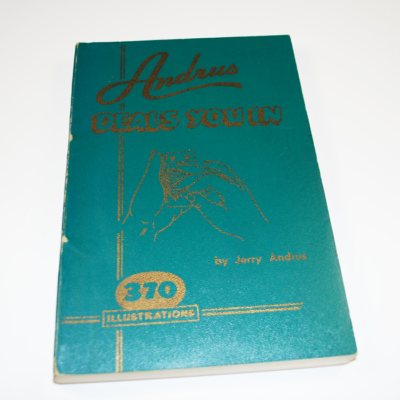 Andrus
DEALS YOU IN
by Jerry Andrus
370
ILLUSTRATIONS